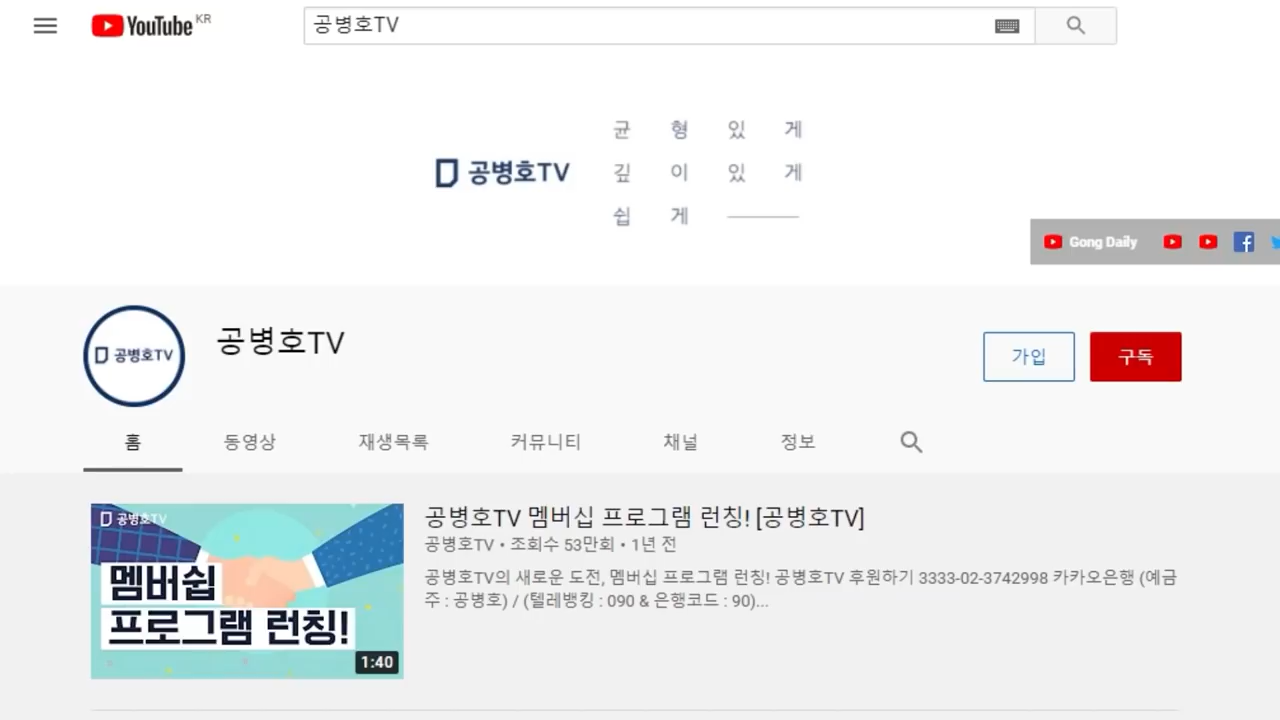 YouTube KR
공병호TV
균 형 있 게
공병호TV
깊 이 있 게
쉽 게
Gong Daily
공병호TV
공병호TV
가입
구독
홈
동영상
재생목록
커뮤니티
채널
정보
공병호TV
멤버쉽
프로그램 런칭!
1:40
공병호TV 멤버십 프로그램 런칭! [공병호TV]
공병호TV • 조회수 53만회 • 1년 전
공병호TV의 새로운 도전, 멤버십 프로그램 런칭! 공병호TV 후원하기 3333-02-3742998 카카오은행 (예금
주 : 공병호) / (텔레뱅킹 : 090 & 은행코드 : 90)...